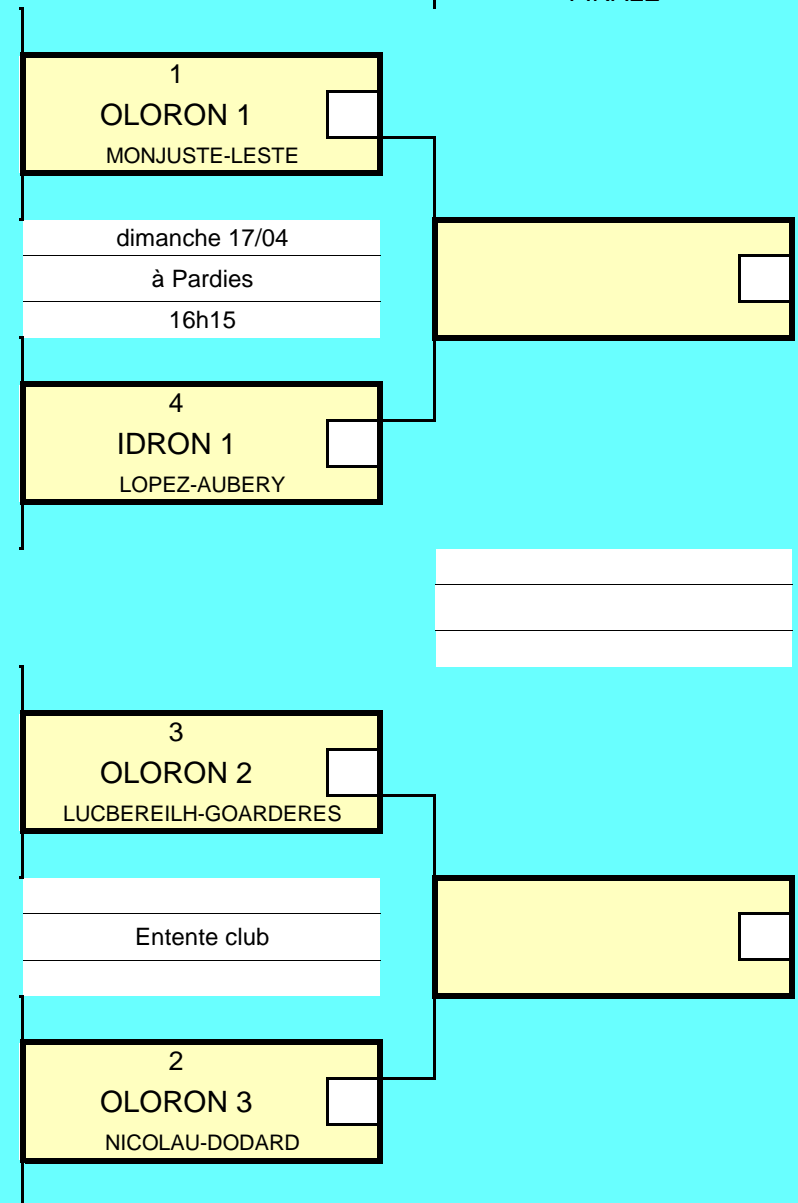 1
OLORON 1
MONJUSTE-LESTE
dimanche 17/04
à Pardies
16h15
4
IDRON 1
LOPEZ-AUBERY
3
OLORON 2
LUCBEREILH-GOARDERES
Entente club
2
OLORON 3
NICOLAU-DODARD